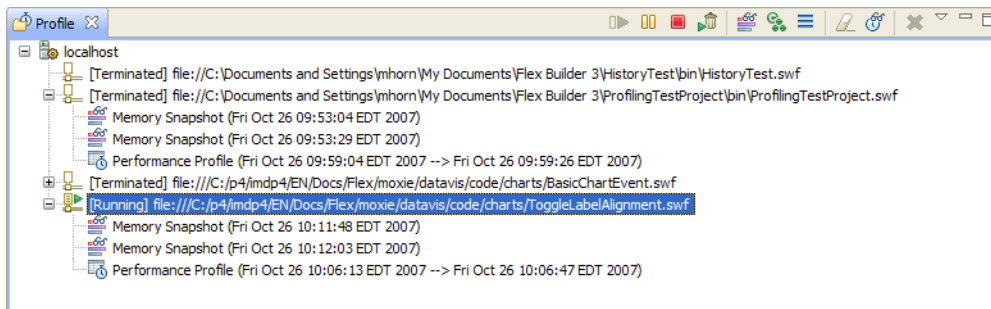 Profile
localhost
[Terminated] file://C:\Documents and Settings\mhorn\My Documents\Flex Builder 3\HistoryTest\bin\HistoryTest.swf
[Terminated] file://C:\Documents and Settings\mhorn\My Documents\Flex Builder 3\ProfilingTestProject\bin\ProfilingTestProject.swf
Memory Snapshot (Fri Oct 26 09:53:04 EDT 2007)
Memory Snapshot (Fri Oct 26 09:53:29 EDT 2007)
Performance Profile (Fri Oct 26 09:59:04 EDT 2007 --> Fri Oct 26 09:59:26 EDT 2007)
[Terminated] file:///C:/p4/imdp4/EN/Docs/Flex/moxie/datavis/code/charts/BasicChartEvent.swf
[Running] file:///C:/p4/imdp4/EN/Docs/Flex/moxie/datavis/code/charts/ToggleLabelAlignment.swf
Memory Snapshot (Fri Oct 26 10:11:48 EDT 2007)
Memory Snapshot (Fri Oct 26 10:12:03 EDT 2007)
Performance Profile (Fri Oct 26 10:06:13 EDT 2007 --> Fri Oct 26 10:06:47 EDT 2007)